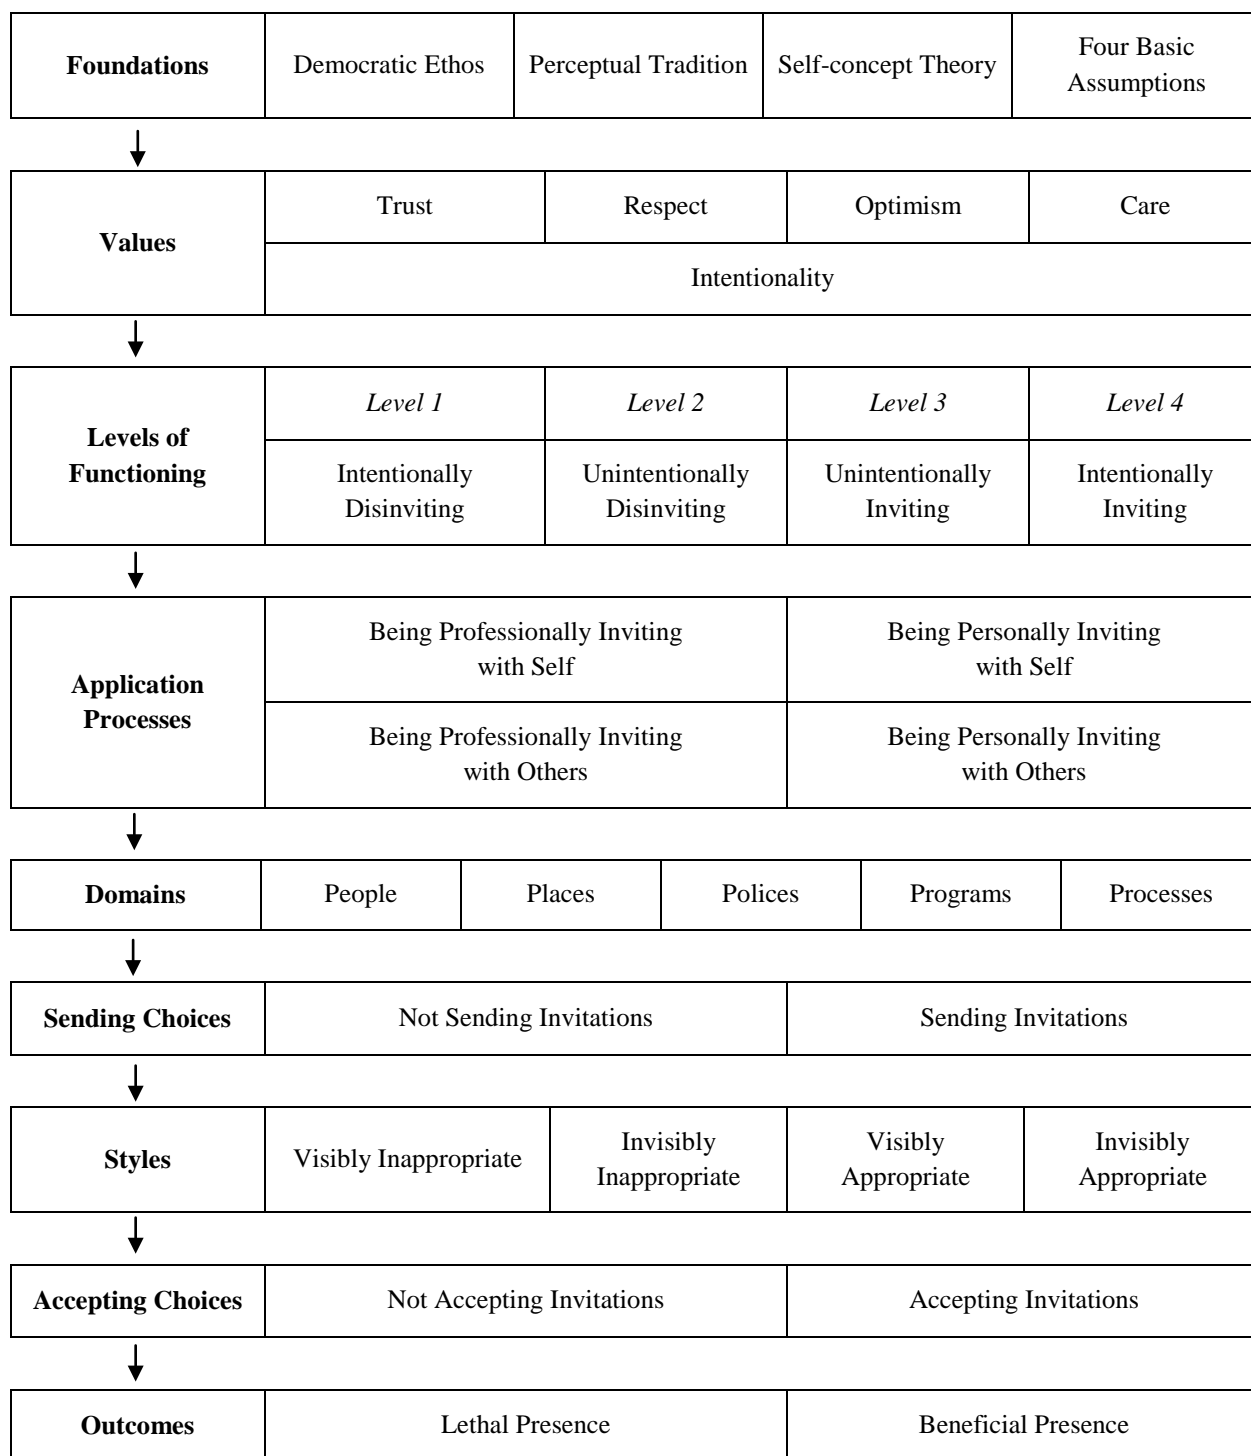 Foundations
Democratic Ethos
Perceptual Tradition
Self-concept Theory
Four Basic
Assumptions
Values
Trust
Respect
Optimism
Care
Intentionality
Levels of
Functioning
Level 1
Level 2
Level 3
Level 4
Intentionally
Disinviting
Unintentionally
Disinviting
Unintentionally
Inviting
Intentionally
Inviting
Application
Processes
Being Professionally Inviting
with Self
Being Personally Inviting
with Self
Being Professionally Inviting
with Others
Being Personally Inviting
with Others
Domains
People
Places
Polices
Programs
Processes
Sending Choices
Not Sending Invitations
Sending Invitations
Styles
Visibly Inappropriate
Invisibly
Inappropriate
Visibly
Appropriate
Invisibly
Appropriate
Accepting Choices
Not Accepting Invitations
Accepting Invitations
Outcomes
Lethal Presence
Beneficial Presence